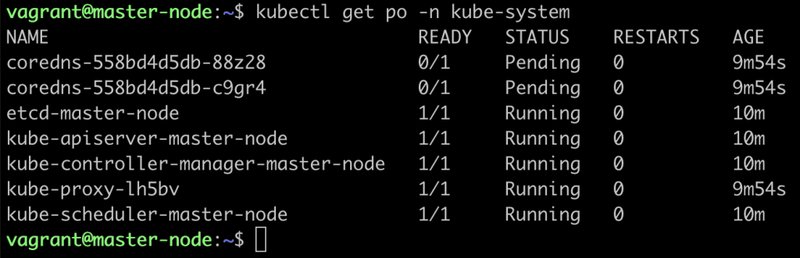 vagrant@master-node:~$ kubectl get po -n kube-system
NAME READY STATUS RESTARTS AGE
coredns-558bd4d5db-88z28 0/1 Pending 0 9m54s
coredns-558bd4d5db-c9gr4 0/1 Pending 0 9m54s
etcd-master-node 1/1 Running 0 10m
kube-apiserver-master-node 1/1 Running 0 10m
kube-controller-manager-master-node 1/1 Running 0 10m
kube-proxy-lh5bv 1/1 Running 0 9m54s
kube-scheduler-master-node 1/1 Running 0 10m
vagrant@master-node:~$